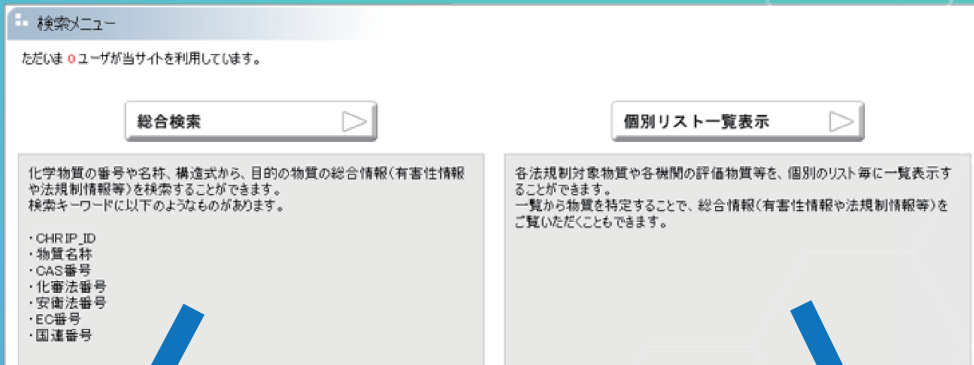 検索メニュー
ただいま 0 ユーザが当サイトを利用しています。
総合検索
化学物質の番号や名称、構造式から、目的の物質の総合情報(有害性情報
や法規制情報等)を検索することができます。
検索キーワードに以下のようなものがあります。
・CHRIP_ID
・物質名称
・CAS番号
・化審法番号
・安衛法番号
・EC番号
・国連番号
個別リスト一覧表示
各法規制対象物質や各機関の評価物質等を、個別のリスト毎に一覧表示す
ることができます。
一覧から物質を特定することで、総合情報(有害性情報や法規制情報等)を
ご覧いただくこともできます。